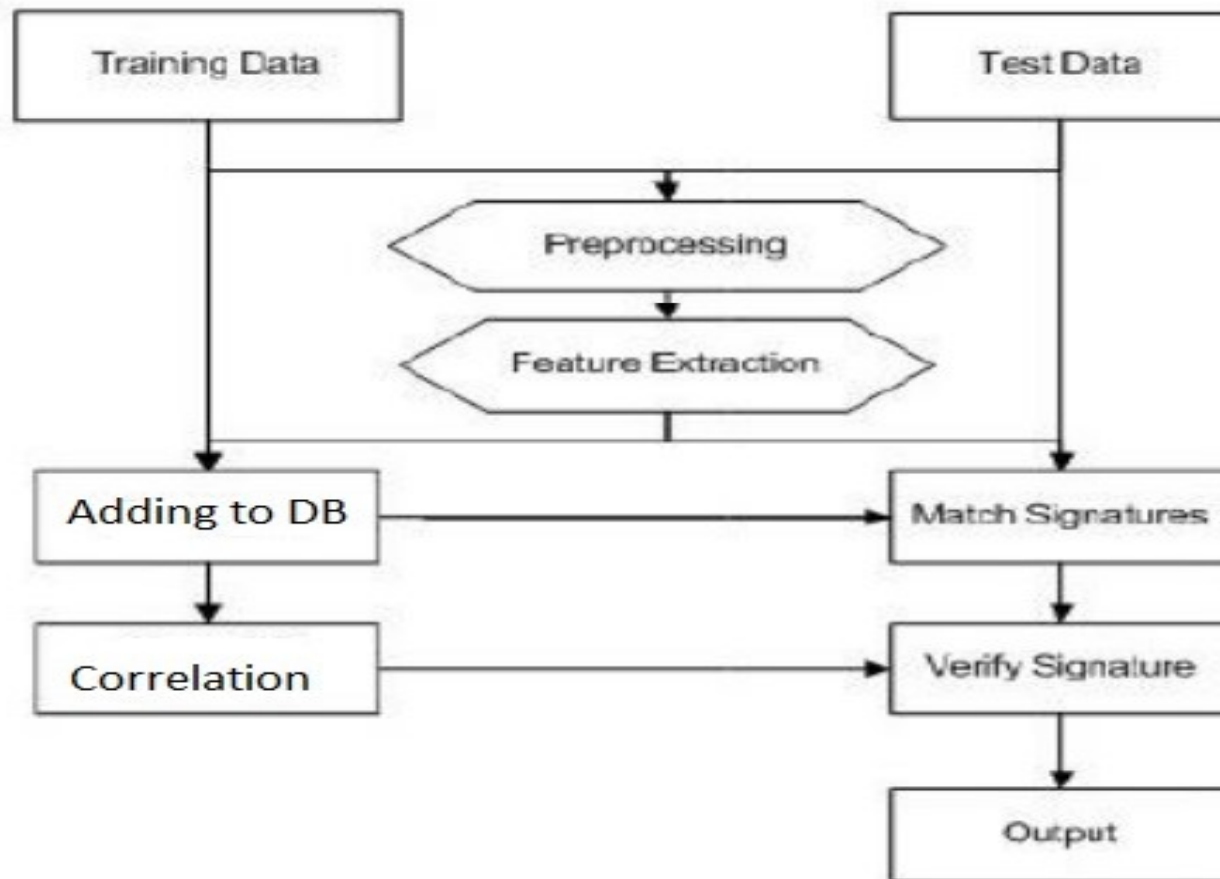 Training Data
Test Data
Preprocessing
Feature Extraction
Adding to DB
Match Signatures
Correlation
Verify Signature
Output